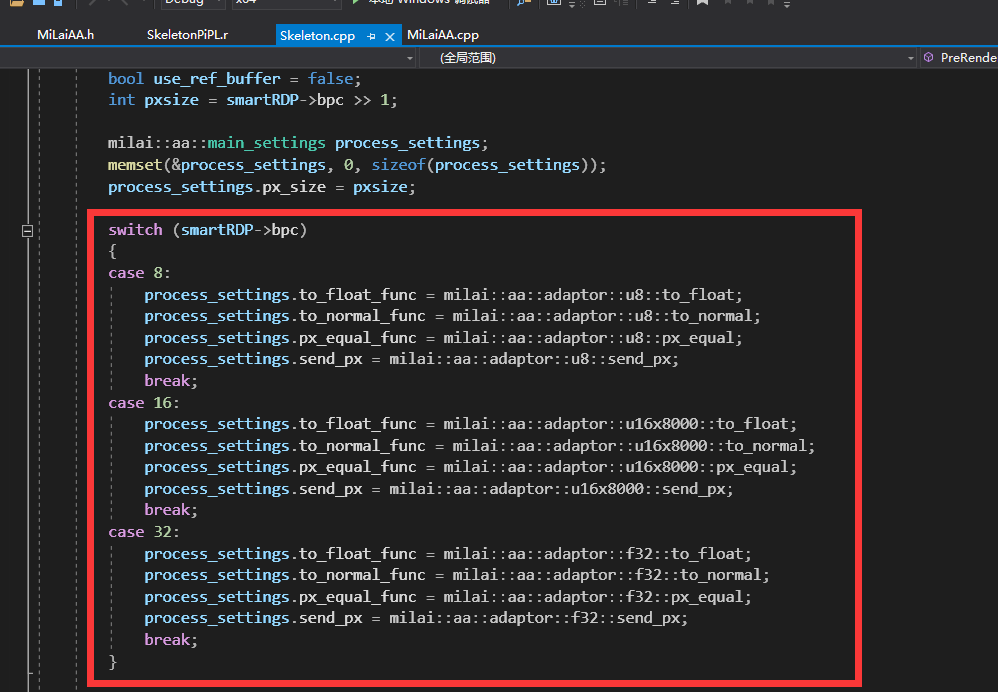 Debug x64 本地 Windows 调试器
MiLaiAA.h SkeletonPiPL.r Skeleton.cpp MiLaiAA.cpp
(全局范围) PreRende
bool use_ref_buffer = false;
int pxsize = smartRDP->bpc >> 1;
milai::aa::main_settings process_settings;
memset(&process_settings, 0, sizeof(process_settings));
process_settings.px_size = pxsize;
switch (smartRDP->bpc)
{
case 8:
process_settings.to_float_func = milai::aa::adaptor::u8::to_float;
process_settings.to_normal_func = milai::aa::adaptor::u8::to_normal;
process_settings.px_equal_func = milai::aa::adaptor::u8::px_equal;
process_settings.send_px = milai::aa::adaptor::u8::send_px;
break;
case 16:
process_settings.to_float_func = milai::aa::adaptor::u16x8000::to_float;
process_settings.to_normal_func = milai::aa::adaptor::u16x8000::to_normal;
process_settings.px_equal_func = milai::aa::adaptor::u16x8000::px_equal;
process_settings.send_px = milai::aa::adaptor::u16x8000::send_px;
break;
case 32:
process_settings.to_float_func = milai::aa::adaptor::f32::to_float;
process_settings.to_normal_func = milai::aa::adaptor::f32::to_normal;
process_settings.px_equal_func = milai::aa::adaptor::f32::px_equal;
process_settings.send_px = milai::aa::adaptor::f32::send_px;
break;
}